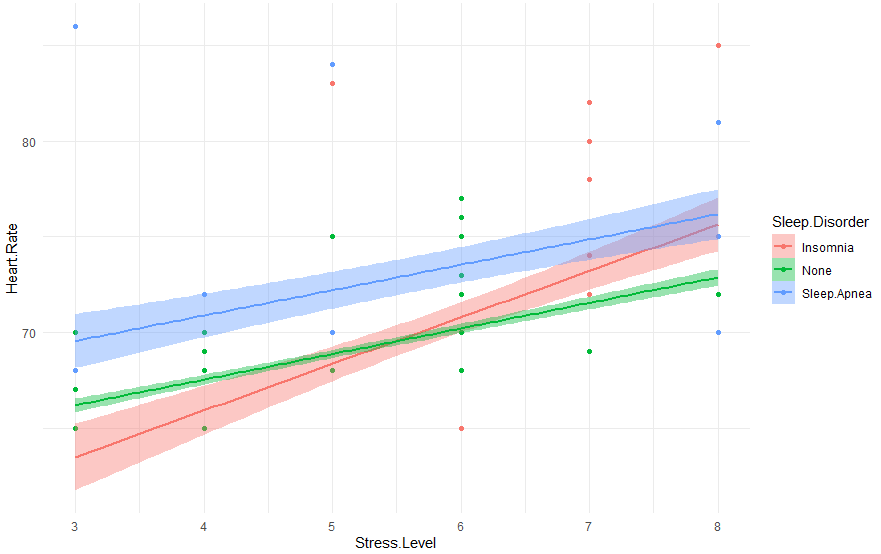 80
70
Heart.Rate
3
4
5
6
7
8
Stress.Level
Sleep.Disorder
Insomnia
None
Sleep.Apnea